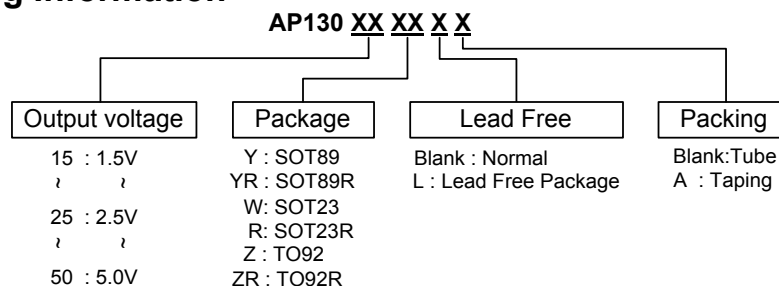 g Information
AP130 XX XX X X
Output voltage
15 : 1.5V
~ ~
25 : 2.5V
~ ~
50 : 5.0V
Package
Y : SOT89
YR : SOT89R
W: SOT23
R: SOT23R
Z : TO92
ZR : TO92R
Lead Free
Blank : Normal
L : Lead Free Package
Packing
Blank:Tube
A : Taping